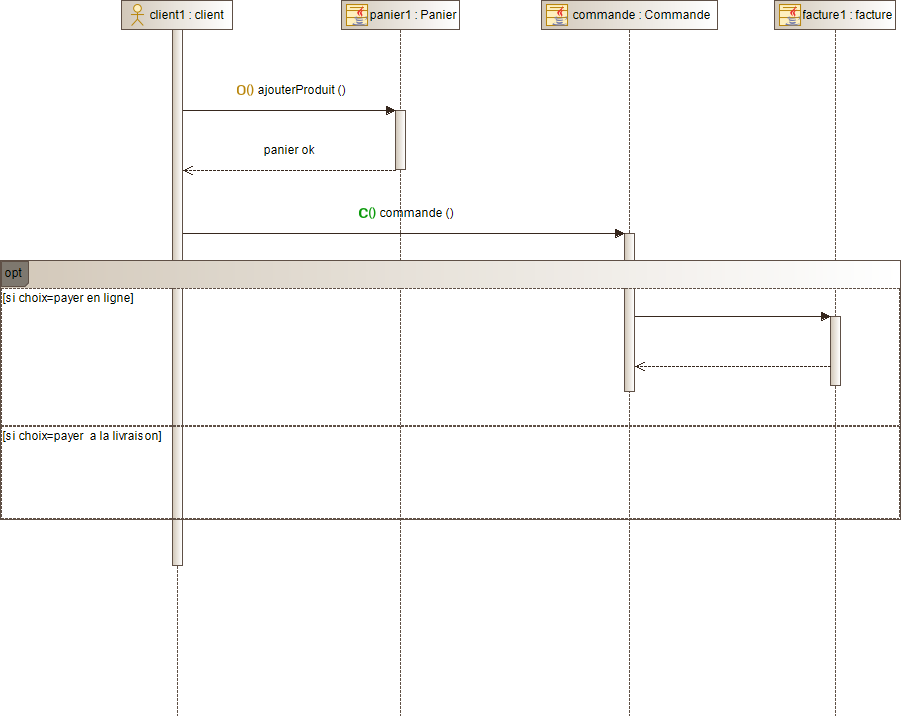 client1 : client
panier1 : Panier
commande : Commande
facture1 : facture
O() ajouterProduit ()
panier ok
C() commande ()
opt
[si choix=payer en ligne]
[si choix=payer  a la livraison]